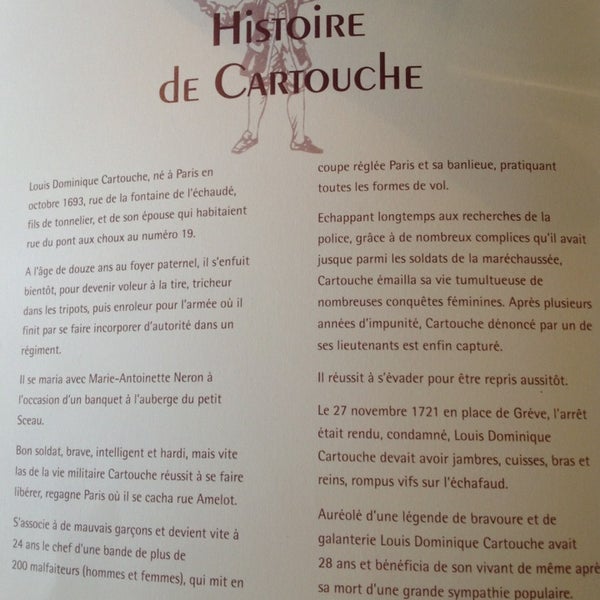 Histoire
de Cartouche
Louis Dominique Cartouche, né à Paris en
octobre 1693, rue de la fontaine de l'échaudé,
fils de tonnelier, et de son épouse qui habitaient
rue du pont aux choux au numéro 19.
A l'âge de douze ans au foyer paternel, il s'enfuit
bientôt, pour devenir voleur à la tire, tricheur
dans les tripots, puis enroleur pour l'armée où il
finit par se faire incorporer d'autorité dans un
régiment.
Il se maria avec Marie-Antoinette Neron à
l'occasion d'un banquet à l'auberge du petit
Sceau.
Bon soldat, brave, intelligent et hardi, mais vite
las de la vie militaire Cartouche réussit à se faire
libérer, regagne Paris où il se cacha rue Amelot.
S'associe à de mauvais garçons et devient vite à
24 ans le chef d'une bande de plus de
200 malfaiteurs (hommes et femmes), qui mit en
coupe réglée Paris et sa banlieue, pratiquant
toutes les formes de vol.
Echappant longtemps aux recherches de la
police, grâce à de nombreux complices qu'il avait
jusque parmi les soldats de la maréchaussée,
Cartouche émailla sa vie tumultueuse de
nombreuses conquêtes féminines. Après plusieurs
années d'impunité, Cartouche dénoncé par un de
ses lieutenants est enfin capturé.
Il réussit à s'évader pour être repris aussitôt.
Le 27 novembre 1721 en place de Grève, l'arrêt
était rendu, condamné, Louis Dominique
Cartouche devait avoir jambres, cuisses, bras et
reins, rompus vifs sur l'échafaud.
Auréolé d'une légende de bravoure et de
galanterie Louis Dominique Cartouche avait
28 ans et bénéficia de son vivant de même après
sa mort d'une grande sympathie populaire.